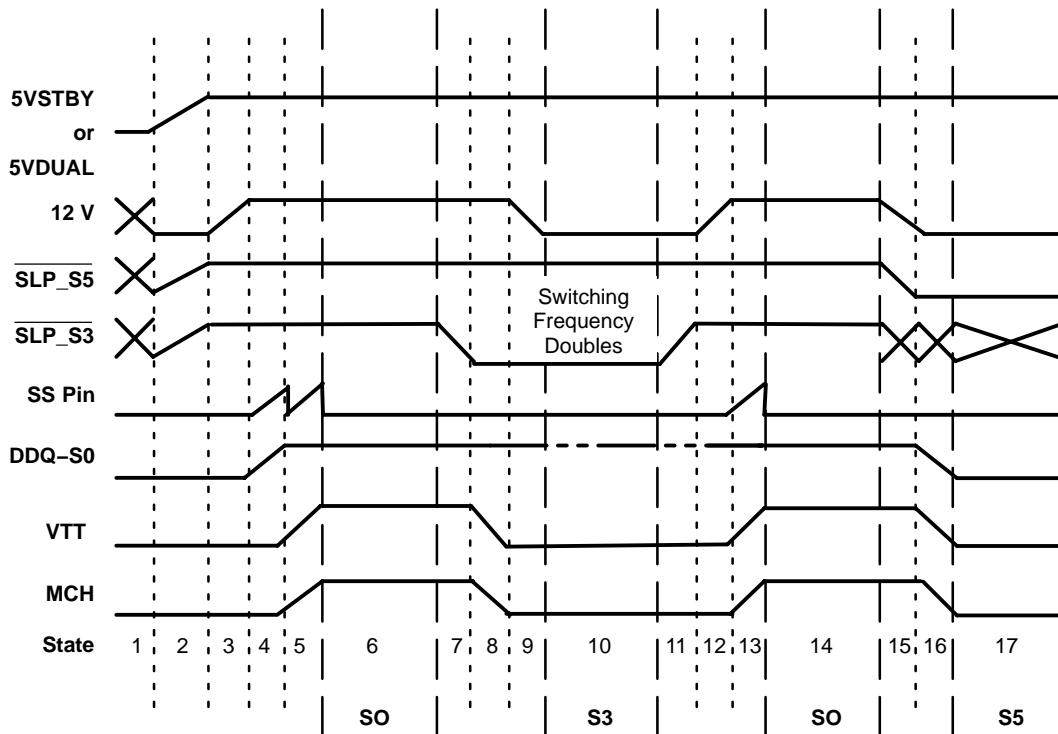 5VSTBY
or
5VDUAL
12 V
SLP_S5
SLP_S3
Switching
Frequency
Doubles
SS Pin
DDQ–S0
VTT
MCH
State 1 2 3 4 5 6 7 8 9 10 11 12 13 14 15 16 17
SO S3 SO S5